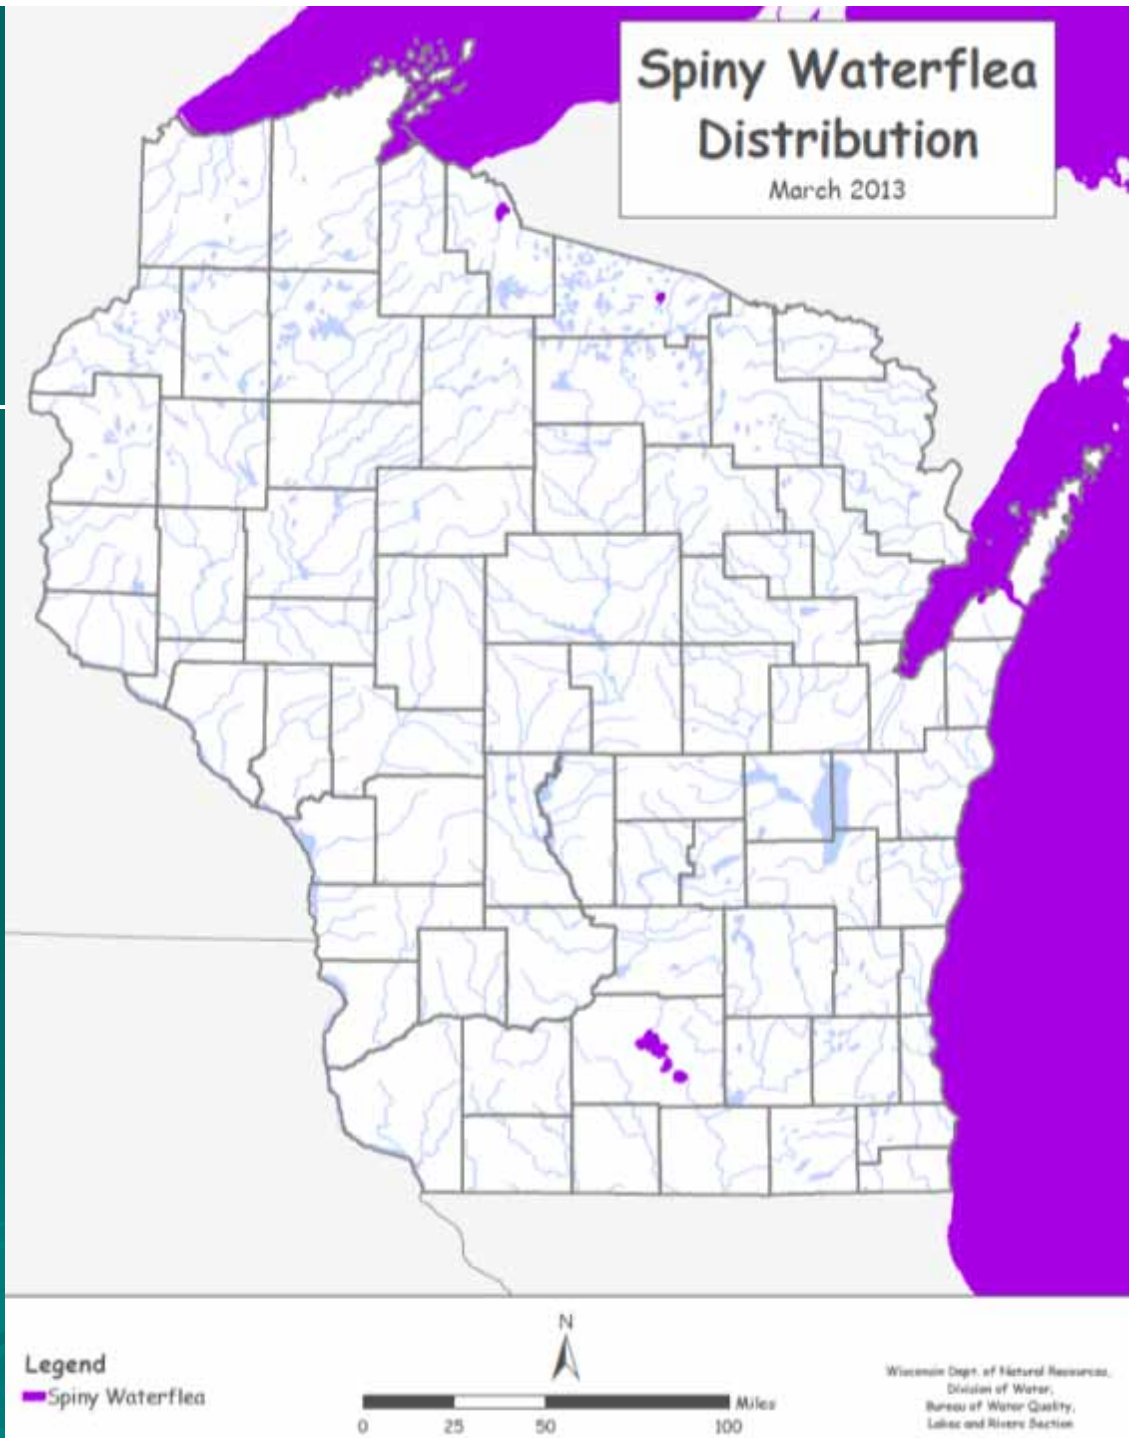 Spiny Waterflea
Distribution
March 2013
N
Legend
Spiny Waterflea
Miles
0 25 50 100
Wisconsin Dept. of Natural Resources,
Division of Water,
Bureau of Water Quality,
Lakes and Rivers Section